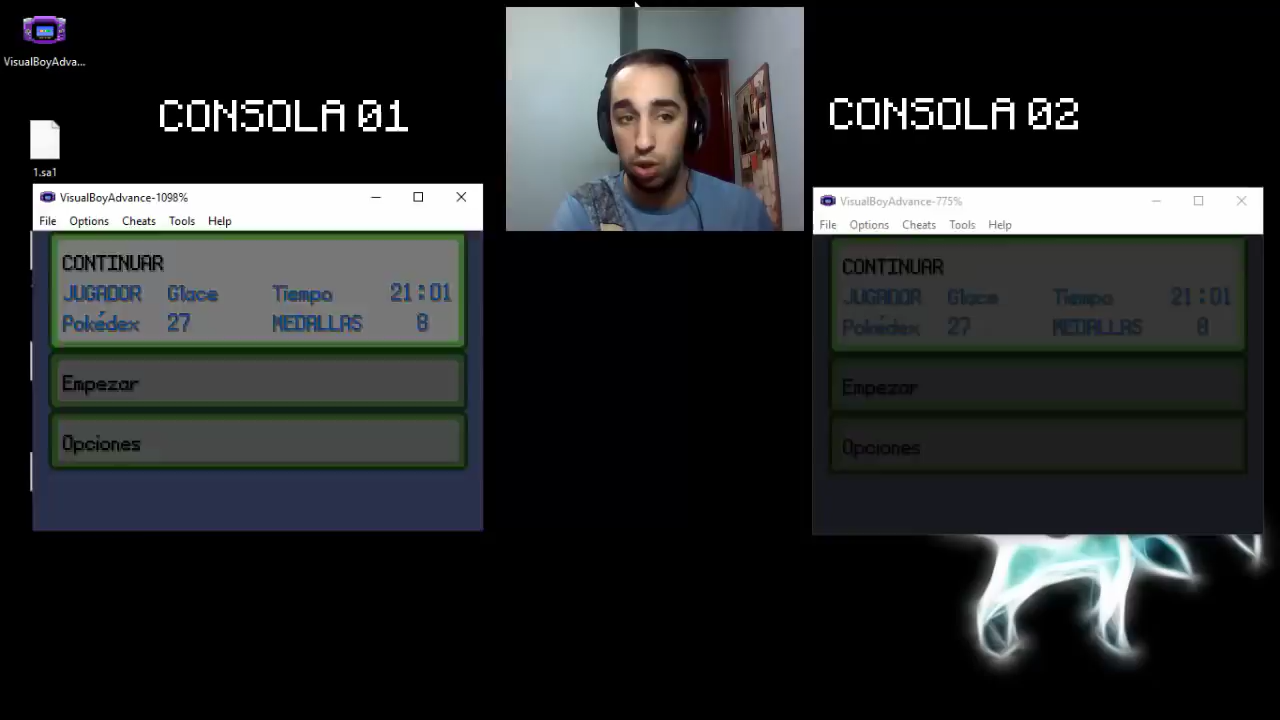 VisualBoyAdva...
CONSOLA 01
CONSOLA 02
1.sa1
VisualBoyAdvance-1098%
File Options Cheats Tools Help
CONTINUAR
JUGADOR Glace Tiempo 21:01
Pokédex 27 MEDALLAS 8
Empezar
Opciones
VisualBoyAdvance-775%
File Options Cheats Tools Help
CONTINUAR
JUGADOR Glace Tiempo 21:01
Pokédex 27 MEDALLAS 8
Empezar
Opciones